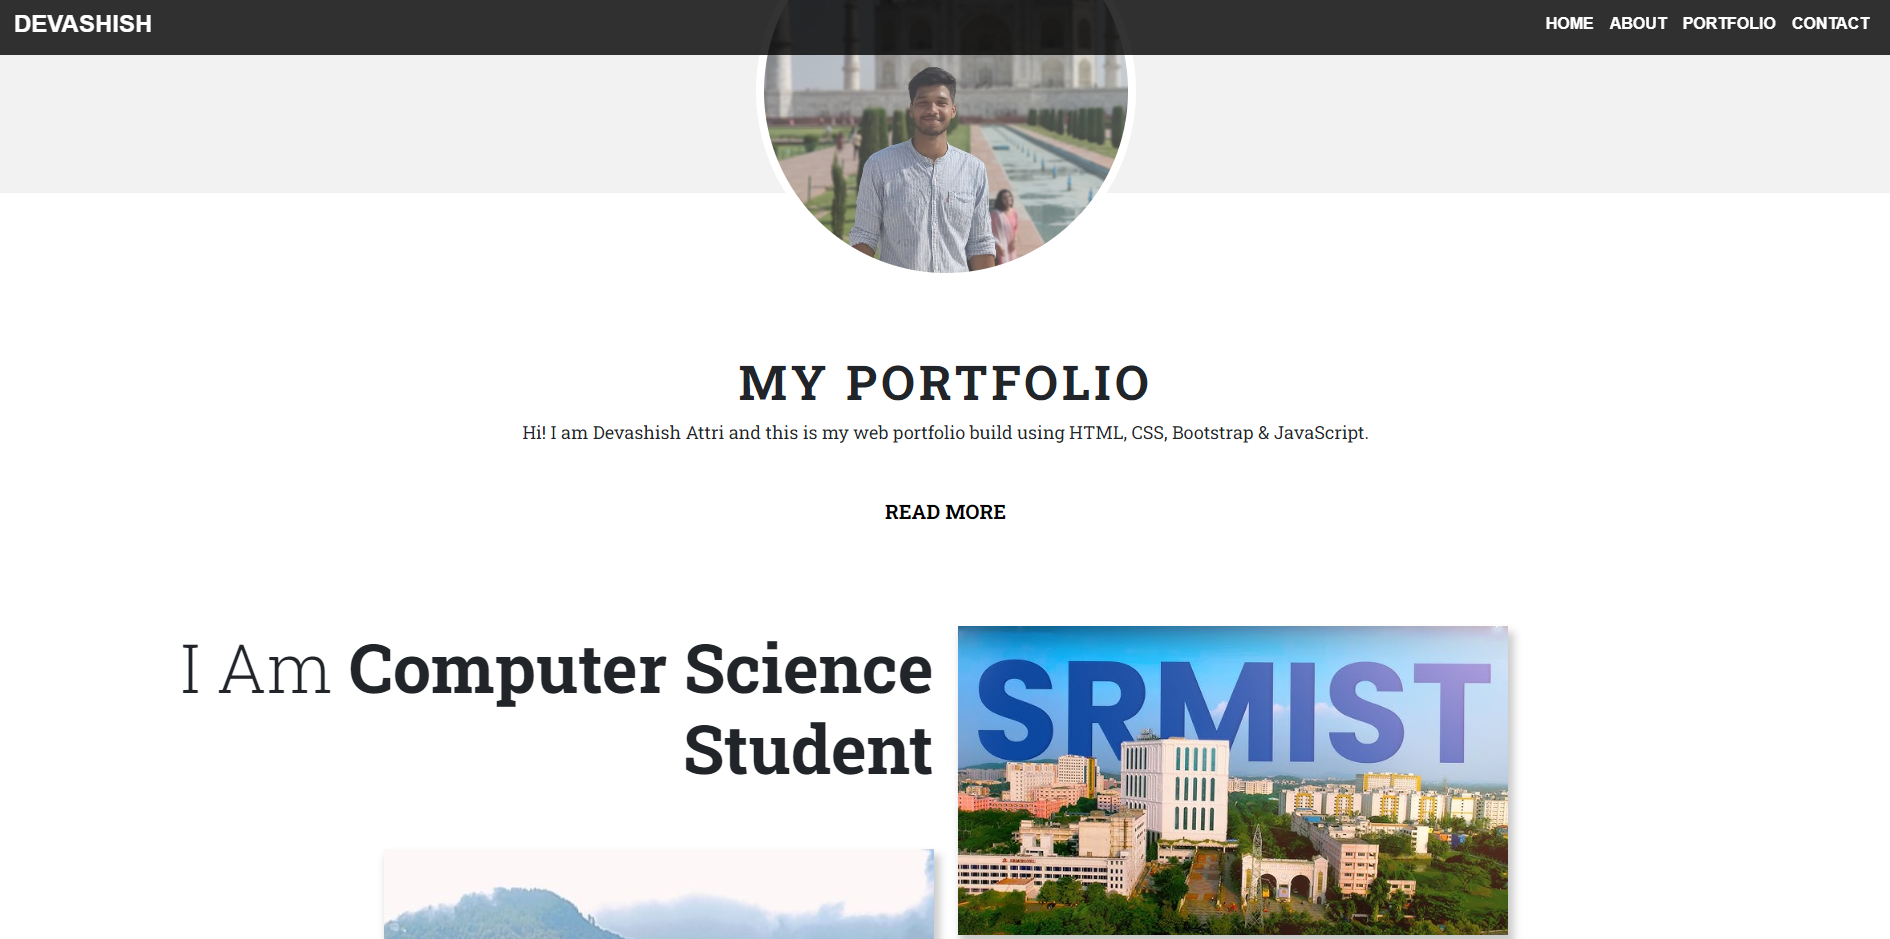 DEVASHISH
HOME ABOUT PORTFOLIO CONTACT
MY PORTFOLIO
Hi! I am Devashish Attri and this is my web portfolio build using HTML, CSS, Bootstrap & JavaScript.
READ MORE
I Am Computer Science
Student
SRMIST